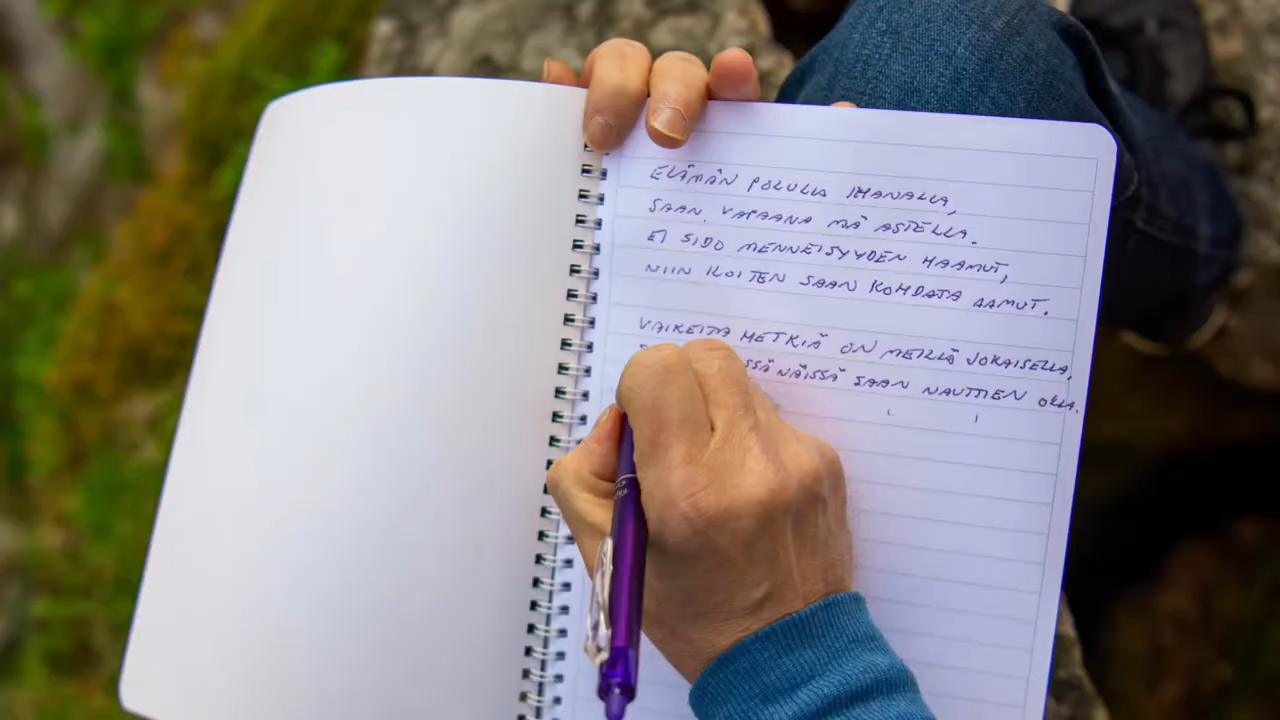 ELÄMÄN POLULLA IHANALLA,
SAAN, VAPAANA MÄ ASTELLA.
EI SIDO MENNEISYYDEN HAAMUT,
NIIN ILOITEN SAAN KOHDATA AAMUT.
VAIKEITA HETKIÄ ON MEILLÄ JOKAISELLA,
SSÄ NÄISSÄ SAAN NAUTTIEN OLLA.